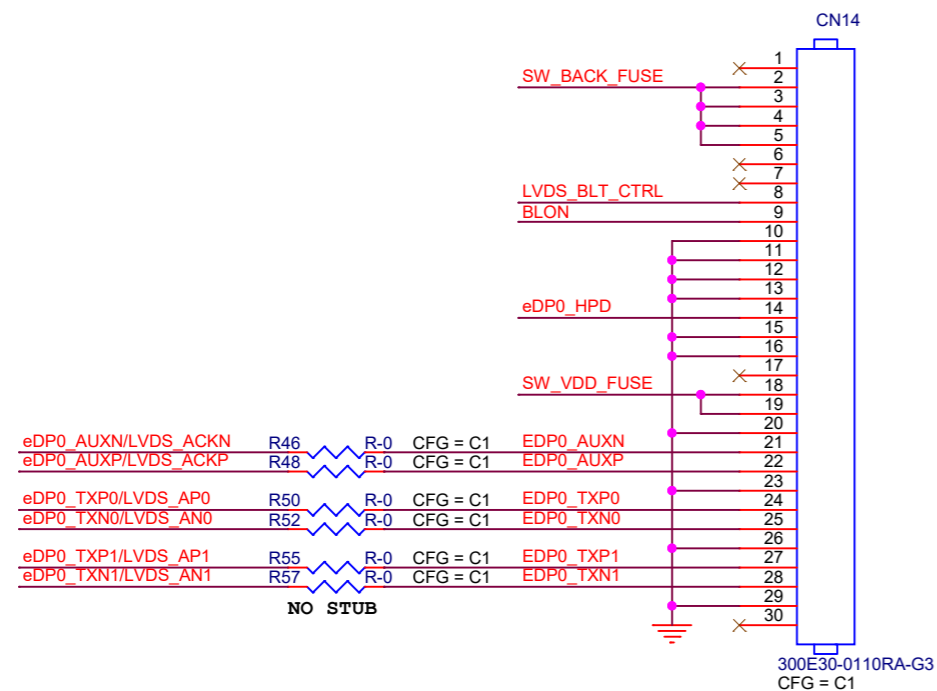 CN14
1
SW_BACK_FUSE 2
3
4
5
6
7
LVDS_BLT_CTRL 8
BLON 9
10
11
12
13
eDP0_HPD 14
15
16
17
SW_VDD_FUSE 18
19
20
eDP0_AUXN/LVDS_ACKN R46 R-0 CFG = C1 EDP0_AUXN 21
eDP0_AUXP/LVDS_ACKP R48 R-0 CFG = C1 EDP0_AUXP 22
23
eDP0_TXP0/LVDS_AP0 R50 R-0 CFG = C1 EDP0_TXP0 24
eDP0_TXN0/LVDS_AN0 R52 R-0 CFG = C1 EDP0_TXN0 25
26
eDP0_TXP1/LVDS_AP1 R55 R-0 CFG = C1 EDP0_TXP1 27
eDP0_TXN1/LVDS_AN1 R57 R-0 CFG = C1 EDP0_TXN1 28
29
NO STUB
30
300E30-0110RA-G3
CFG = C1